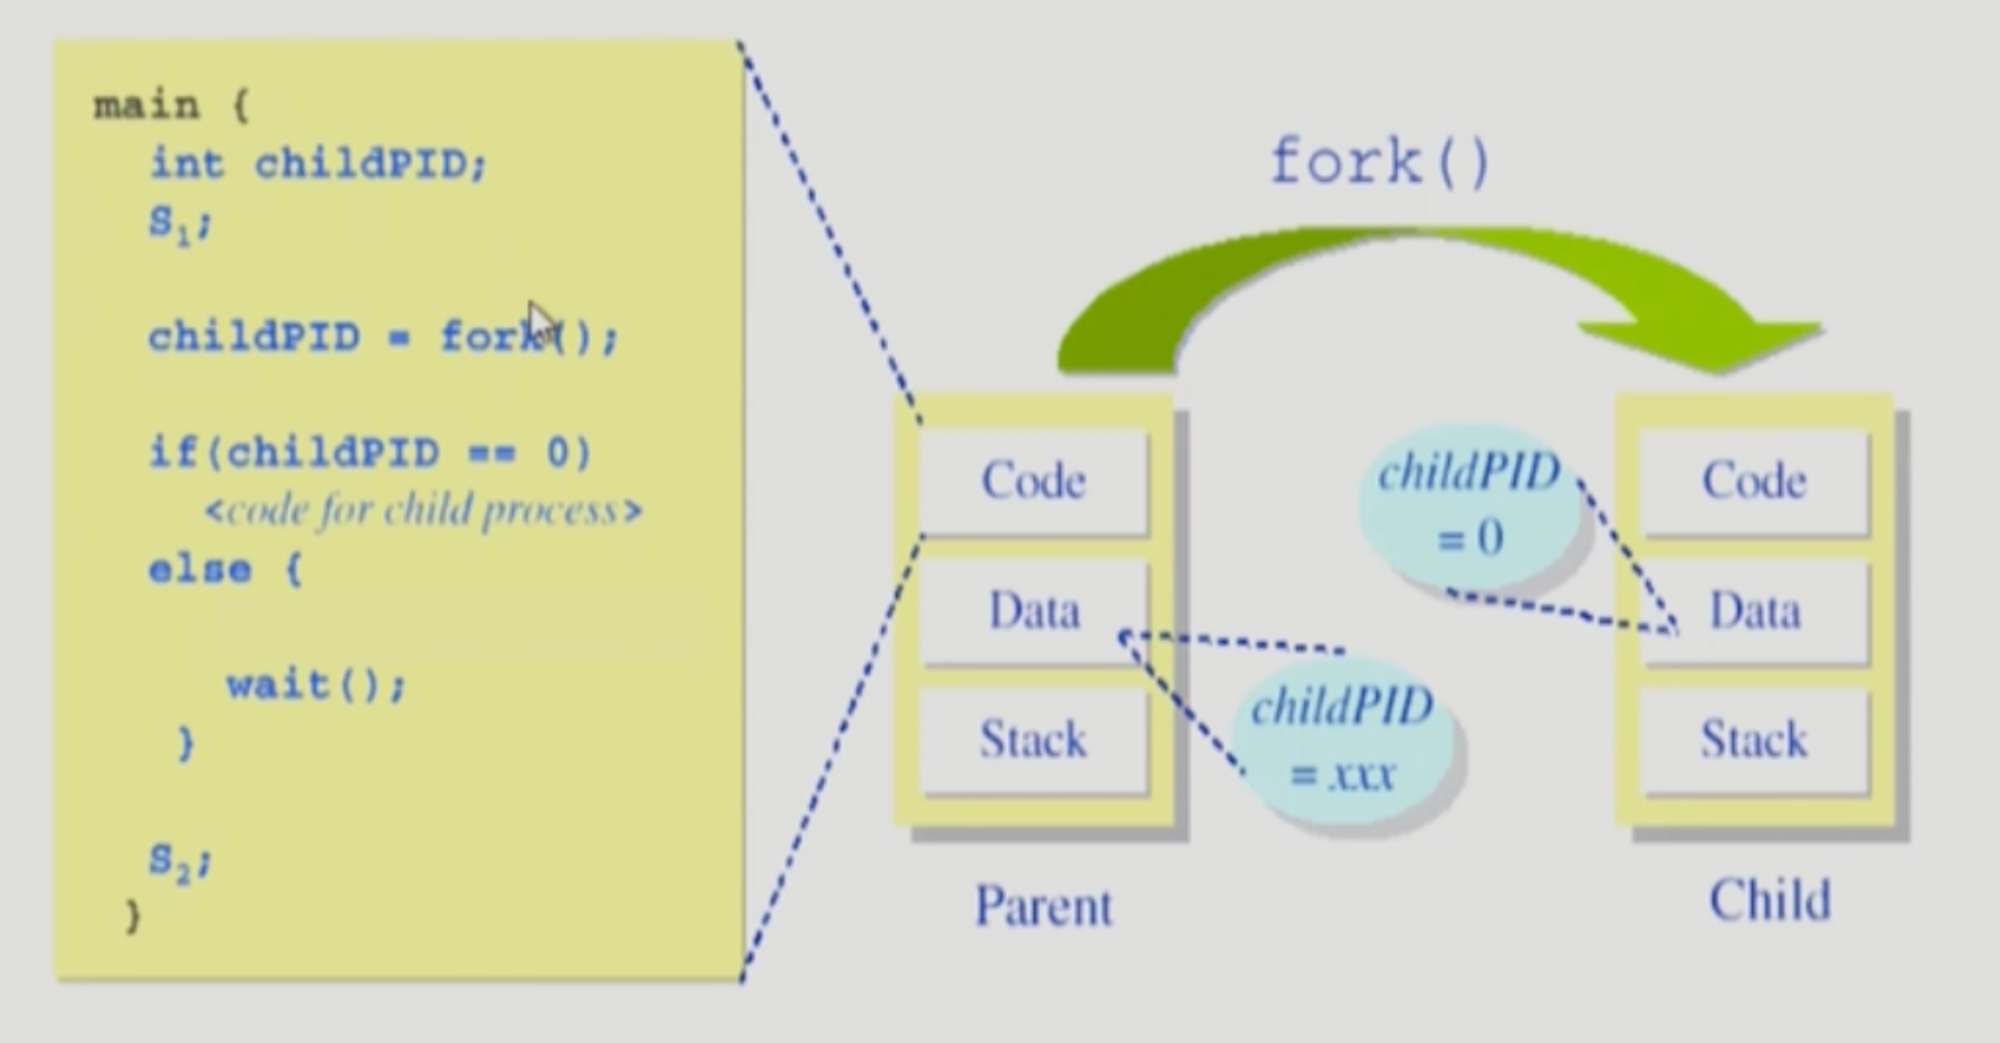 main {
int childPID;
S₁;
childPID = fork();
if(childPID == 0)
<code for child process>
else {
wait();
}
S₂;
}
fork()
Code
Data
Stack
Parent
childPID
= xxx
childPID
= 0
Code
Data
Stack
Child